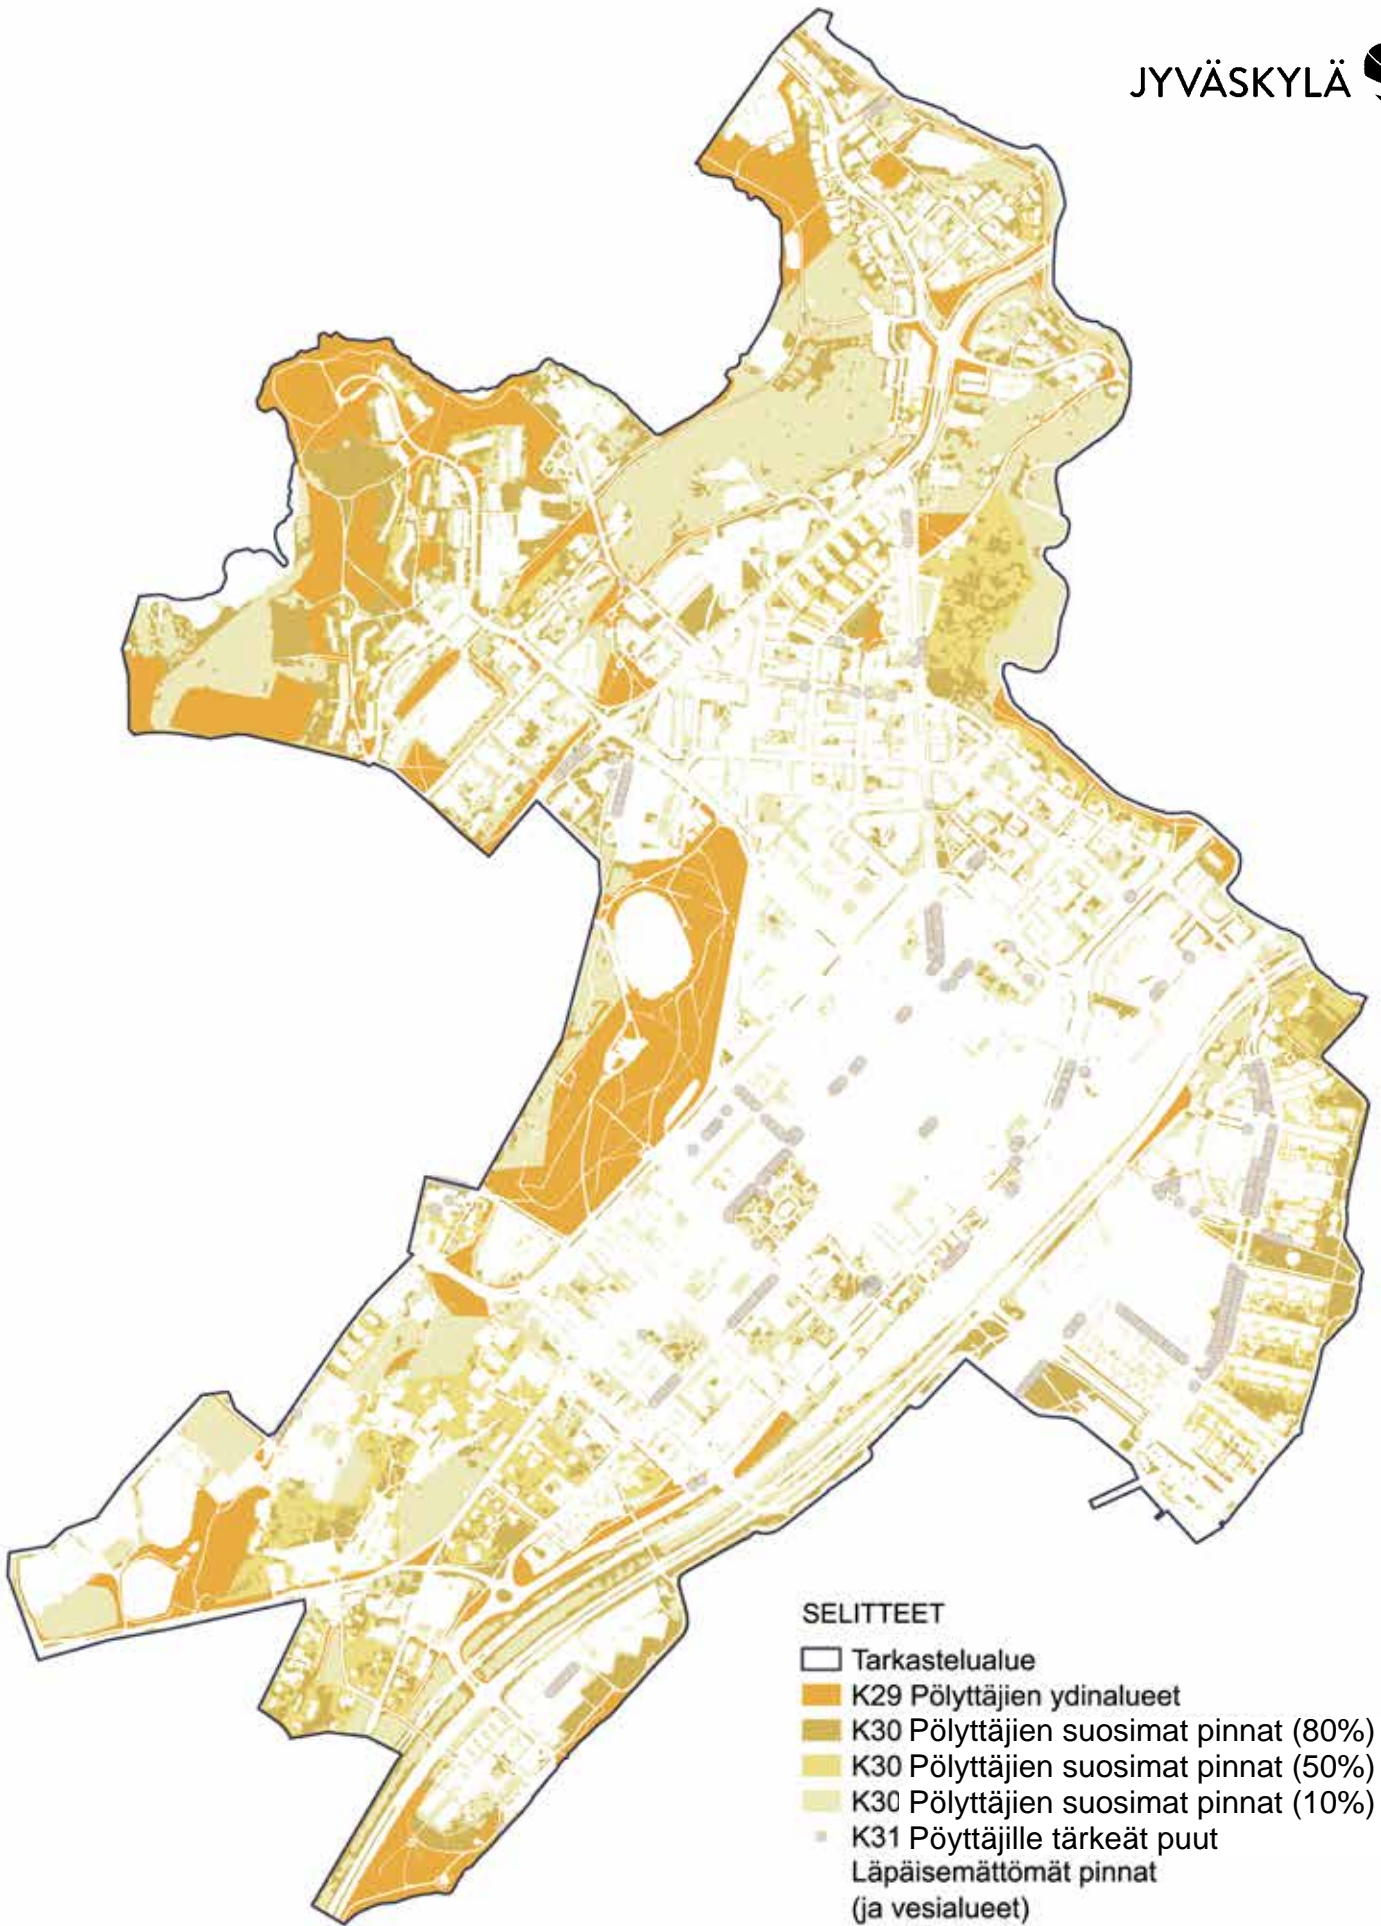 JYVÄSKYLÄ
SELITTEET
Tarkastelualue
K29 Pölyttäjien ydinalueet
K30 Pölyttäjien suosimat pinnat (80%)
K30 Pölyttäjien suosimat pinnat (50%)
K30 Pölyttäjien suosimat pinnat (10%)
K31 Pöyttäjille tärkeät puut
Läpäisemättömät pinnat
(ja vesialueet)